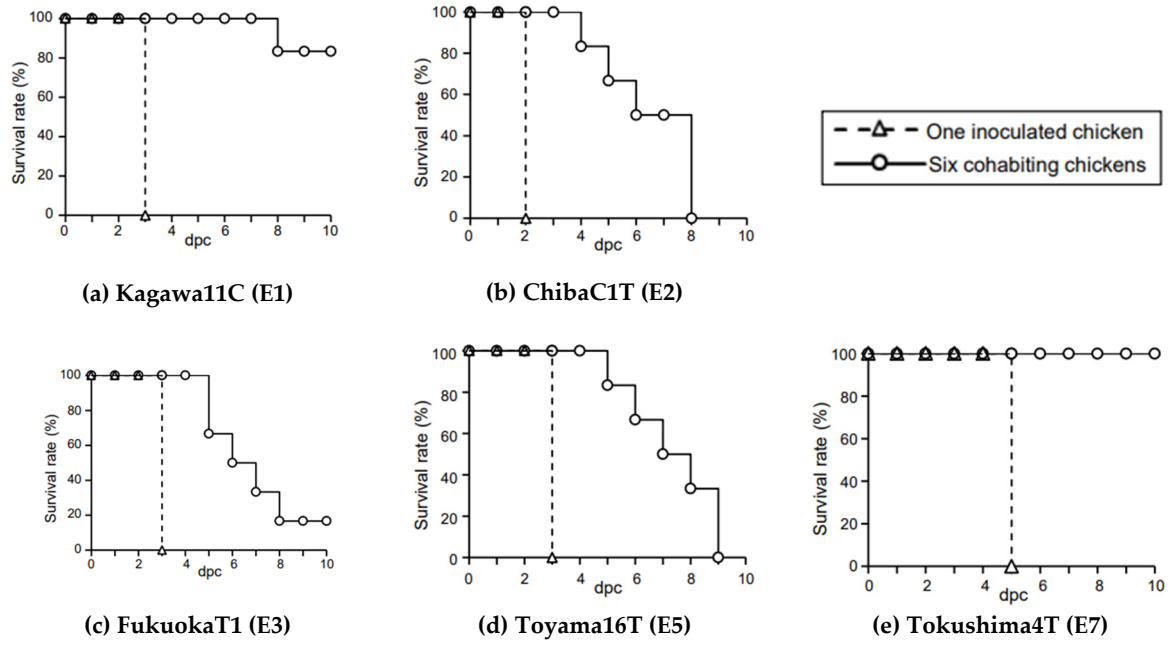 Survival rate (%)
100
80
60
40
20
0
0 2 4 6 8 10
dpc
(a) Kagawa11C (E1)
Survival rate (%)
100
80
60
40
20
0
0 2 4 6 8 10
dpc
(b) ChibaC1T (E2)
One inoculated chicken
Six cohabiting chickens
Survival rate (%)
100
80
60
40
20
0
0 2 4 6 8 10
dpc
(c) FukuokaT1 (E3)
Survival rate (%)
100
80
60
40
20
0
0 2 4 6 8 10
dpc
(d) Toyama16T (E5)
Survival rate (%)
100
80
60
40
20
0
0 2 4 6 8 10
dpc
(e) Tokushima4T (E7)